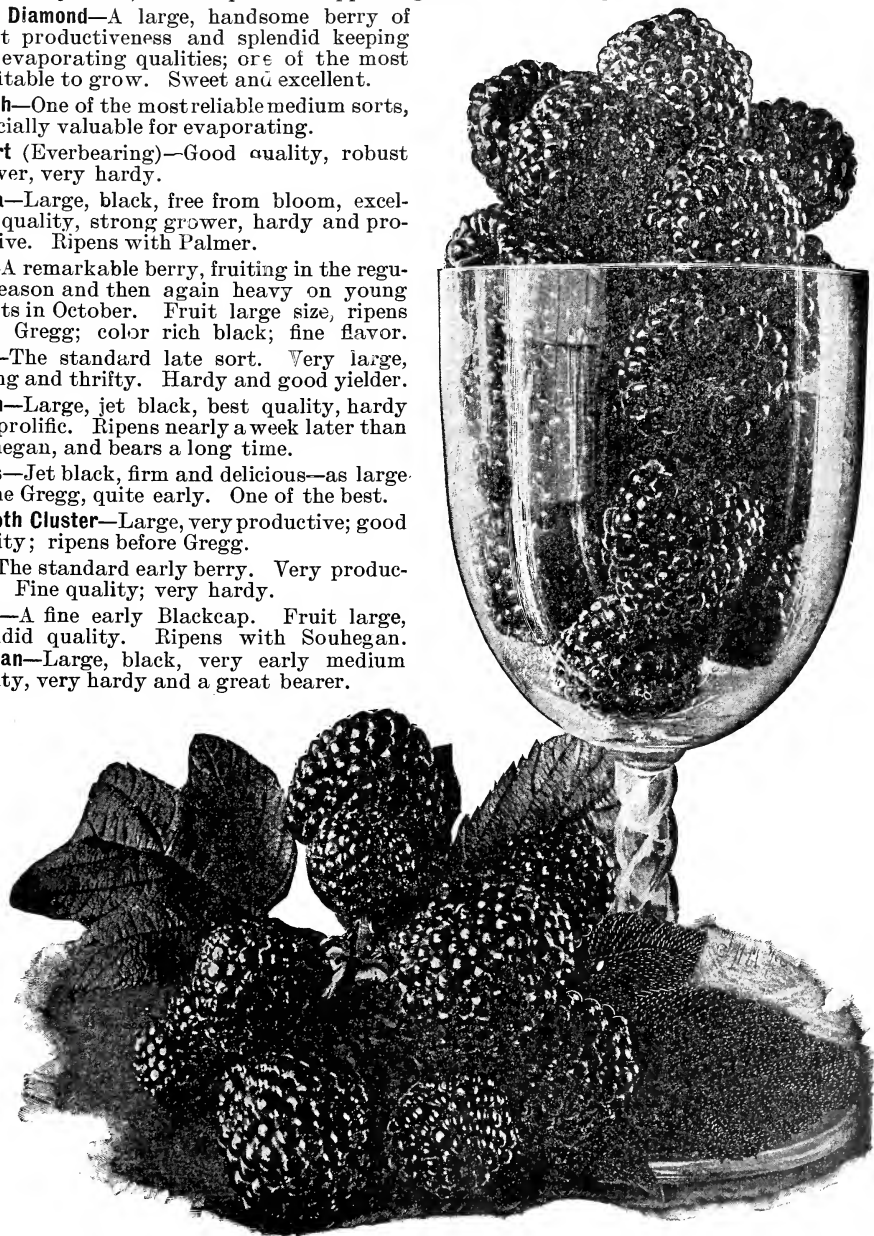 Diamond—A large, handsome berry of
t productiveness and splendid keeping
evaporating qualities; one of the most
itable to grow. Sweet and excellent.
h—One of the most reliable medium sorts,
cially valuable for evaporating.
rt (Everbearing)—Good quality, robust
ver, very hardy.
—Large, black, free from bloom, excel-
quality, strong grower, hardy and pro-
ive. Ripens with Palmer.
A remarkable berry, fruiting in the regu-
eason and then again heavy on young
ts in October. Fruit large size, ripens
Gregg; color rich black; fine flavor.
—The standard late sort. Very large,
ng and thrifty. Hardy and good yielder.
—Large, jet black, best quality, hardy
prolific. Ripens nearly a week later than
egan, and bears a long time.
s—Jet black, firm and delicious—as large
ne Gregg, quite early. One of the best.
oth Cluster—Large, very productive; good
ity; ripens before Gregg.
The standard early berry. Very produc-
Fine quality; very hardy.
—A fine early Blackcap. Fruit large,
did quality. Ripens with Souhegan.
an—Large, black, very early medium
ity, very hardy and a great bearer.